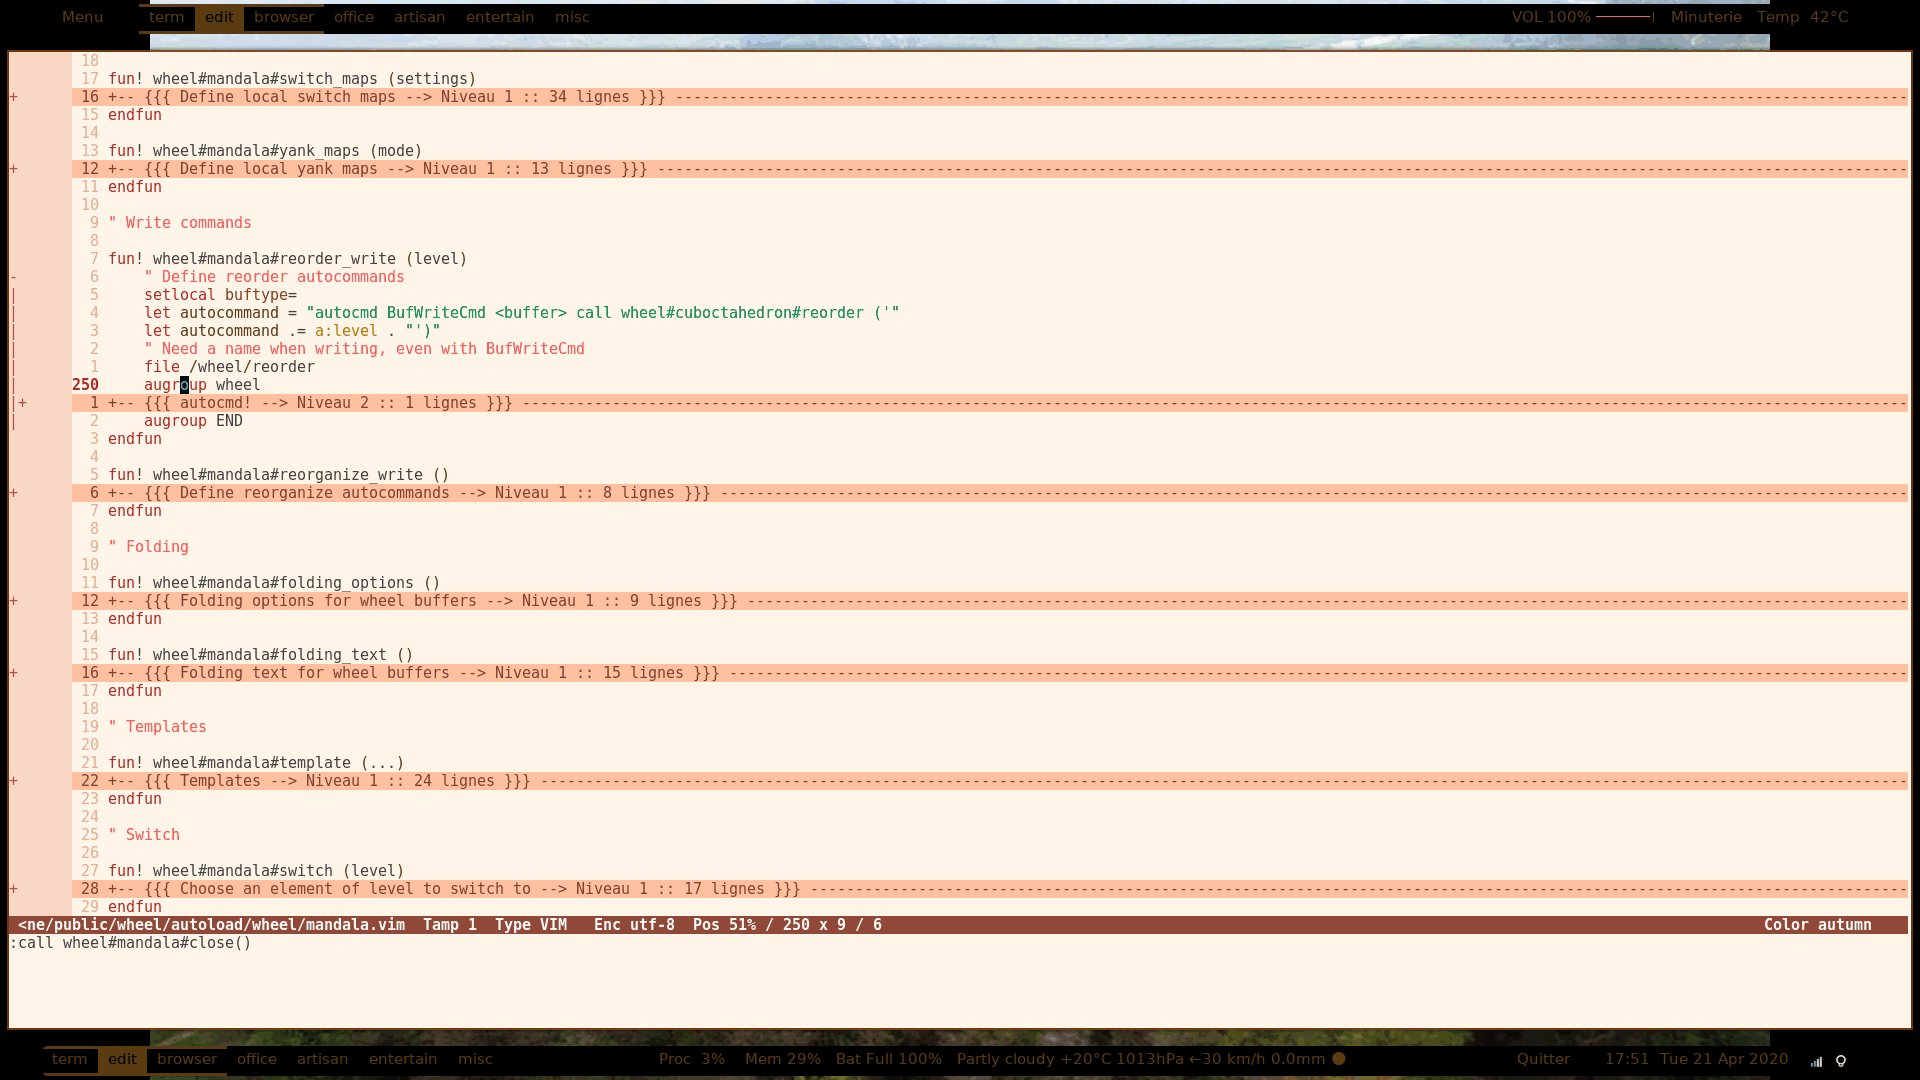 Menu term edit browser office artisan entertain misc VOL 100% Minuterie Temp 42°C
18
17 fun! wheel#mandala#switch_maps (settings)
+ 16 +-- {{{ Define local switch maps --> Niveau 1 :: 34 lignes }}} ----------------------------------------------------------------------------------------------------------------------------------------
15 endfun
14
13 fun! wheel#mandala#yank_maps (mode)
+ 12 +-- {{{ Define local yank maps --> Niveau 1 :: 13 lignes }}} ------------------------------------------------------------------------------------------------------------------------------------------
11 endfun
10
9 " Write commands
8
7 fun! wheel#mandala#reorder_write (level)
- 6     " Define reorder autocommands
| 5     setlocal buftype=
| 4     let autocommand = "autocmd BufWriteCmd <buffer> call wheel#cuboctahedron#reorder ('"
| 3     let autocommand .= a:level . "')"
| 2     " Need a name when writing, even with BufWriteCmd
| 1     file /wheel/reorder
| 250     augroup wheel
|+ 1 +-- {{{ autocmd! --> Niveau 2 :: 1 lignes }}} ---------------------------------------------------------------------------------------------------------------------------------------------------------
| 2     augroup END
3 endfun
4
5 fun! wheel#mandala#reorganize_write ()
+ 6 +-- {{{ Define reorganize autocommands --> Niveau 1 :: 8 lignes }}} -----------------------------------------------------------------------------------------------------------------------------------
7 endfun
8
9 " Folding
10
11 fun! wheel#mandala#folding_options ()
+ 12 +-- {{{ Folding options for wheel buffers --> Niveau 1 :: 9 lignes }}} --------------------------------------------------------------------------------------------------------------------------------
13 endfun
14
15 fun! wheel#mandala#folding_text ()
+ 16 +-- {{{ Folding text for wheel buffers --> Niveau 1 :: 15 lignes }}} ----------------------------------------------------------------------------------------------------------------------------------
17 endfun
18
19 " Templates
20
21 fun! wheel#mandala#template (...)
+ 22 +-- {{{ Templates --> Niveau 1 :: 24 lignes }}} -------------------------------------------------------------------------------------------------------------------------------------------------------
23 endfun
24
25 " Switch
26
27 fun! wheel#mandala#switch (level)
+ 28 +-- {{{ Choose an element of level to switch to --> Niveau 1 :: 17 lignes }}} -------------------------------------------------------------------------------------------------------------------------
29 endfun
<ne/public/wheel/autoload/wheel/mandala.vim  Tamp 1  Type VIM   Enc utf-8  Pos 51% / 250 x 9 / 6 Color autumn
:call wheel#mandala#close()
term edit browser office artisan entertain misc Proc 3% Mem 29% Bat Full 100% Partly cloudy +20°C 1013hPa ←30 km/h 0.0mm Quitter 17:51 Tue 21 Apr 2020